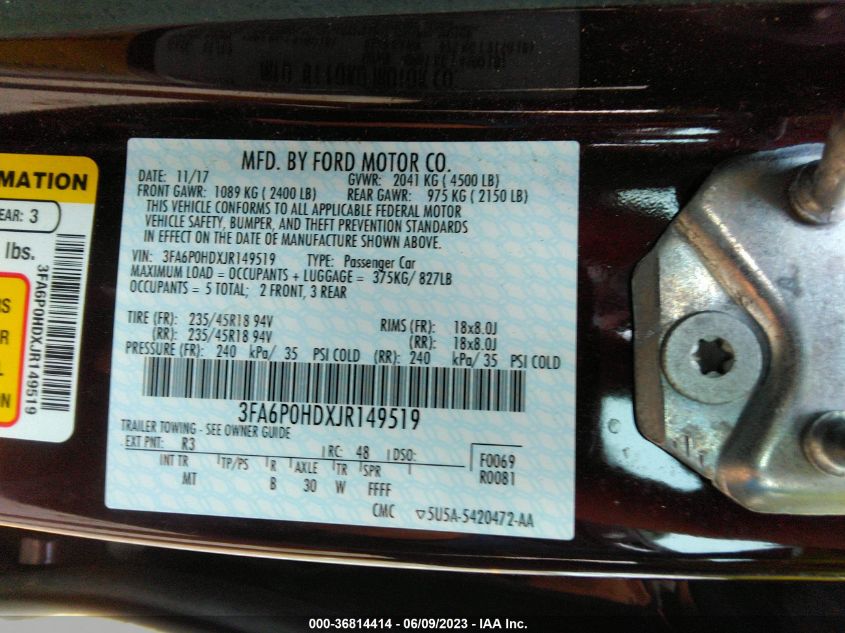 MFD. BY FORD MOTOR CO.
DATE: 11/17 GVWR: 2041 KG ( 4500 LB)
FRONT GAWR: 1089 KG ( 2400 LB) REAR GAWR: 975 KG ( 2150 LB)
THIS VEHICLE CONFORMS TO ALL APPLICABLE FEDERAL MOTOR
VEHICLE SAFETY, BUMPER, AND THEFT PREVENTION STANDARDS
IN EFFECT ON THE DATE OF MANUFACTURE SHOWN ABOVE.
VIN: 3FA6P0HDXJR149519 TYPE: Passenger Car
MAXIMUM LOAD = OCCUPANTS + LUGGAGE = 375KG/ 827LB
OCCUPANTS = 5 TOTAL; 2 FRONT, 3 REAR
TIRE (FR): 235/45R18 94V RIMS (FR): 18x8.0J
(RR): 235/45R18 94V (RR): 18x8.0J
PRESSURE (FR): 240 kPa/ 35 PSI COLD (RR): 240 kPa/ 35 PSI COLD
3FA6P0HDXJR149519
TRAILER TOWING - SEE OWNER GUIDE
EXT PNT: R3 RC: 48 DSO: F0069
INT TR TP/PS R AXLE TR SPR R0081
MT B 30 W FFFF
CMC ▽5U5A-5420472-AA
RMATION
EAR: 3
lbs.
RS
R
L
ON
3FA6P0HDXJR149519
000-36814414 - 06/09/2023 - IAA Inc.